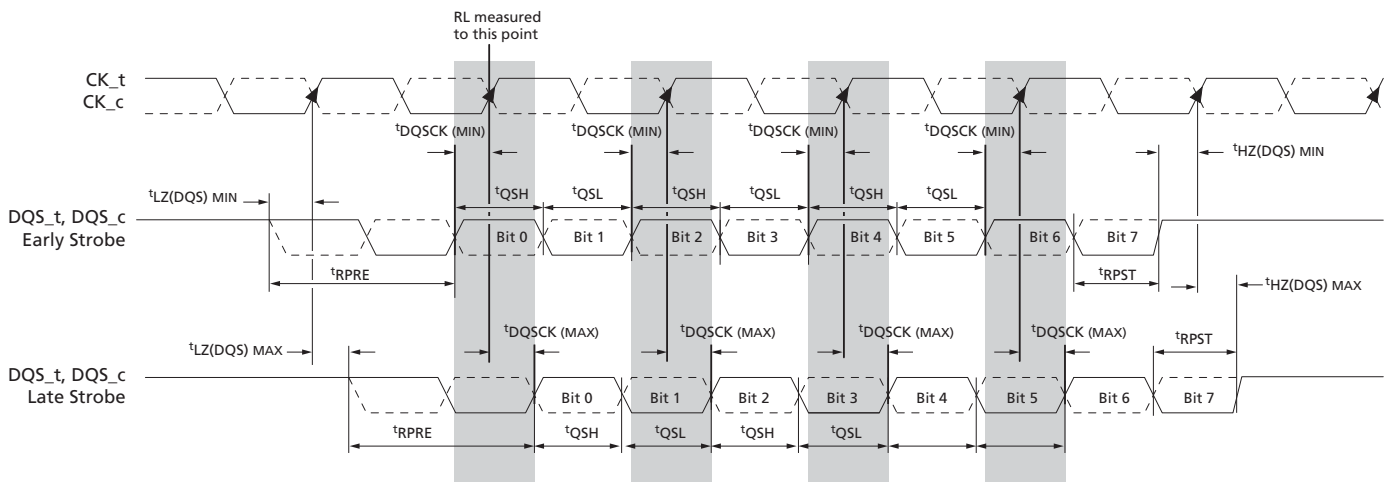 RL measured
to this point
CK_t
CK_c
tDQSCK (MIN) tDQSCK (MIN) tDQSCK (MIN) tDQSCK (MIN)
tHZ(DQS) MIN
tLZ(DQS) MIN
tQSH tQSL tQSH tQSL tQSH tQSL
DQS_t, DQS_c
Early Strobe
Bit 0 Bit 1 Bit 2 Bit 3 Bit 4 Bit 5 Bit 6 Bit 7
tRPRE
tRPST
tHZ(DQS) MAX
tLZ(DQS) MAX
tDQSCK (MAX) tDQSCK (MAX) tDQSCK (MAX) tDQSCK (MAX)
tRPST
DQS_t, DQS_c
Late Strobe
Bit 0 Bit 1 Bit 2 Bit 3 Bit 4 Bit 5 Bit 6 Bit 7
tRPRE
tQSH tQSL tQSH tQSL